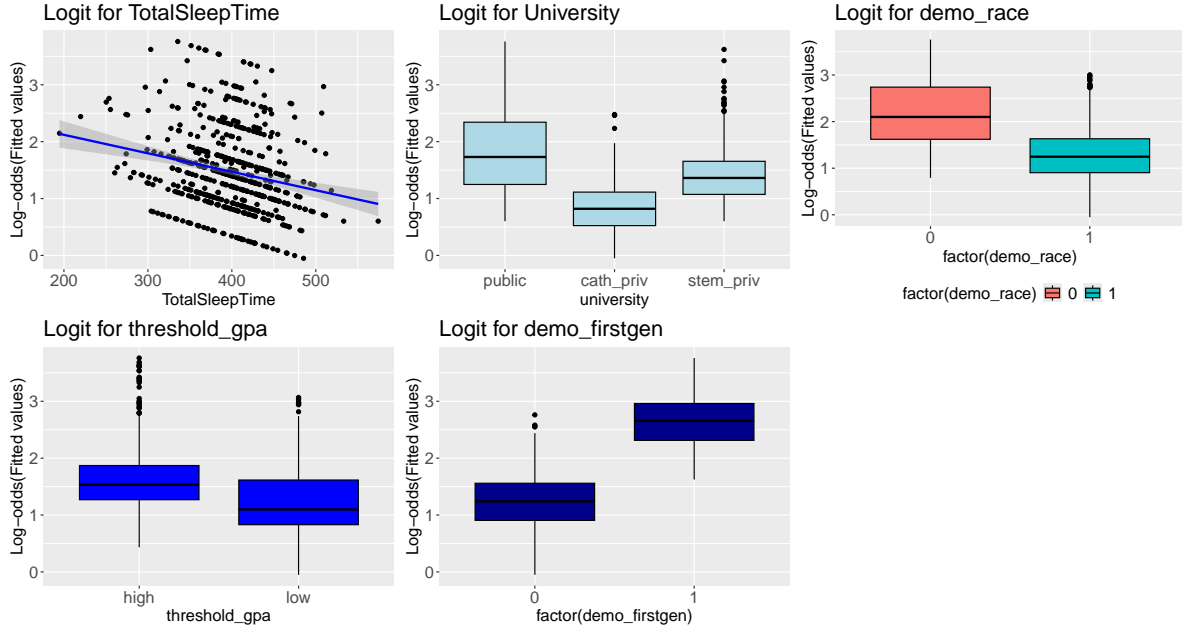 Logit for TotalSleepTime
Log−odds(Fitted values)
3
2
1
0
200 300 400 500
TotalSleepTime
Logit for University
Log−odds(Fitted values)
3
2
1
0
public cath_priv stem_priv
university
Logit for demo_race
Log−odds(Fitted values)
3
2
1
0
0 1
factor(demo_race)
factor(demo_race) 0 1
Logit for threshold_gpa
Log−odds(Fitted values)
3
2
1
0
high low
threshold_gpa
Logit for demo_firstgen
Log−odds(Fitted values)
3
2
1
0
0 1
factor(demo_firstgen)